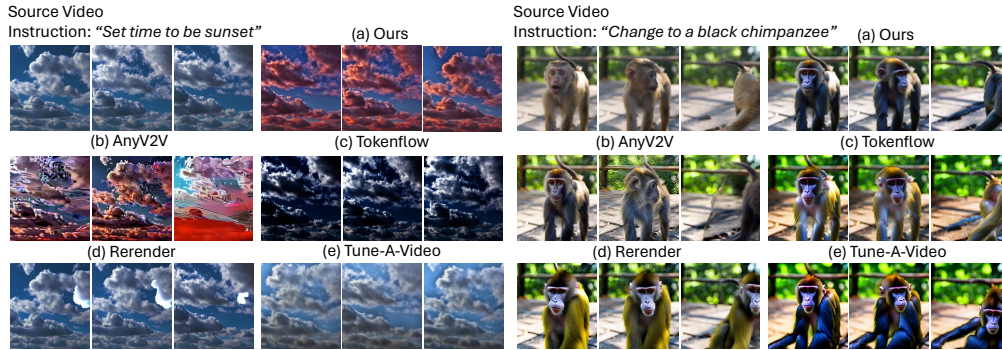 Source Video
Instruction: “Set time to be sunset”
(a) Ours
(b) AnyV2V
(c) Tokenflow
(d) Rerender
(e) Tune-A-Video
Source Video
Instruction: “Change to a black chimpanzee”
(a) Ours
(b) AnyV2V
(c) Tokenflow
(d) Rerender
(e) Tune-A-Video